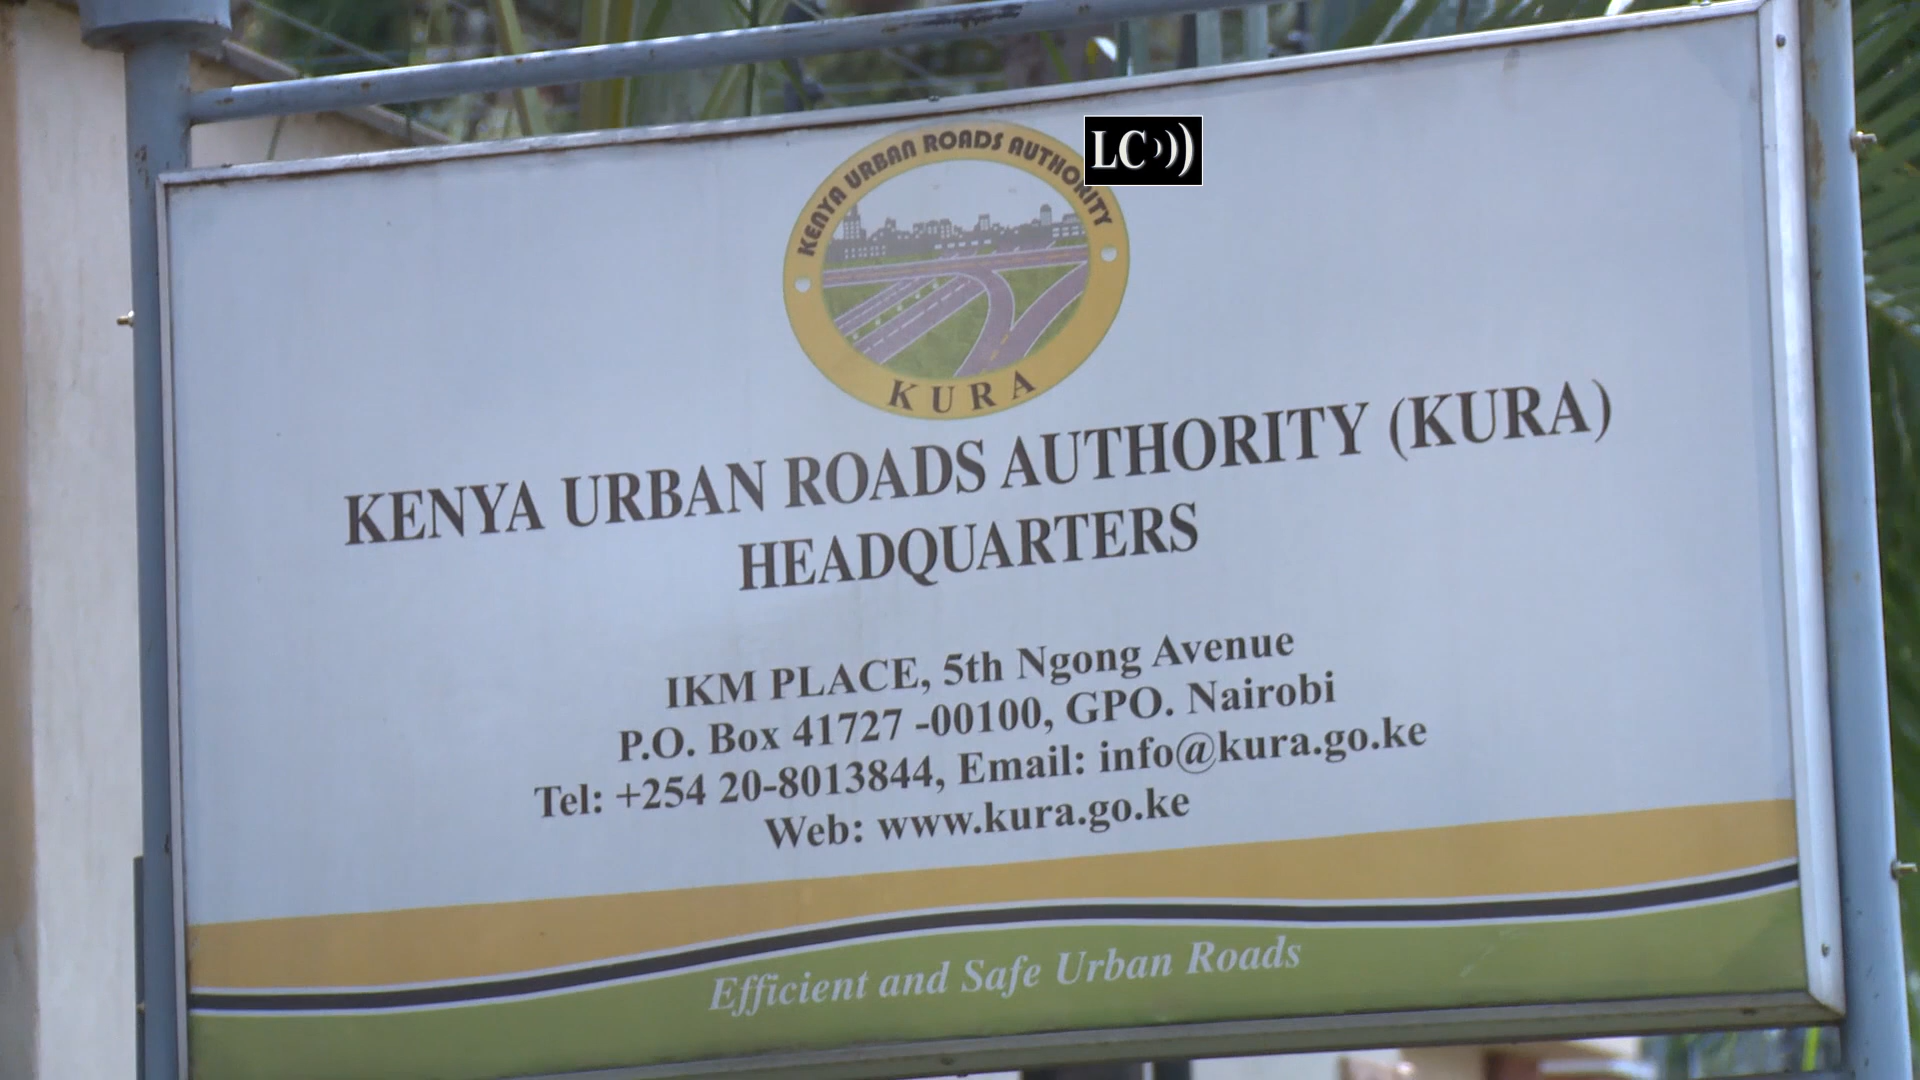 KENYA URBAN ROADS AUTHORITY
LC
KURA
KENYA URBAN ROADS AUTHORITY (KURA)
HEADQUARTERS
IKM PLACE, 5th Ngong Avenue
P.O. Box 41727 -00100, GPO. Nairobi
Tel: +254 20-8013844, Email: info@kura.go.ke
Web: www.kura.go.ke
Efficient and Safe Urban Roads